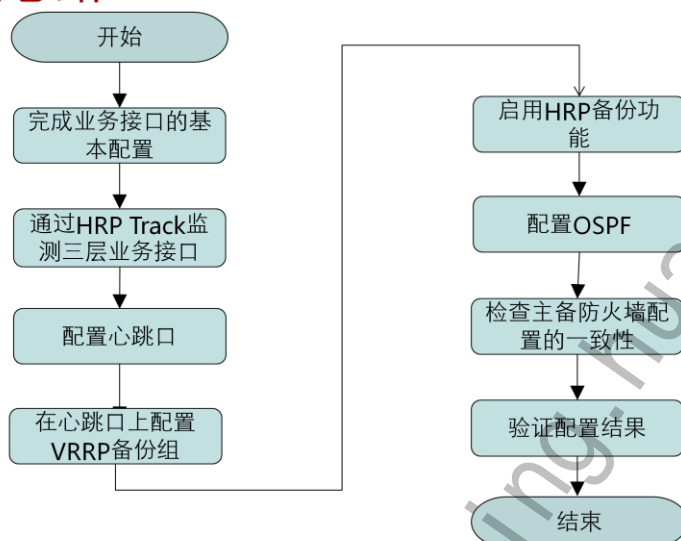 开始
完成业务接口的基
本配置
通过HRP Track监
测三层业务接口
配置心跳口
在心跳口上配置
VRRP备份组
启用HRP备份功
能
配置OSPF
检查主备防火墙配
置的一致性
验证配置结果
结束
ing.hua